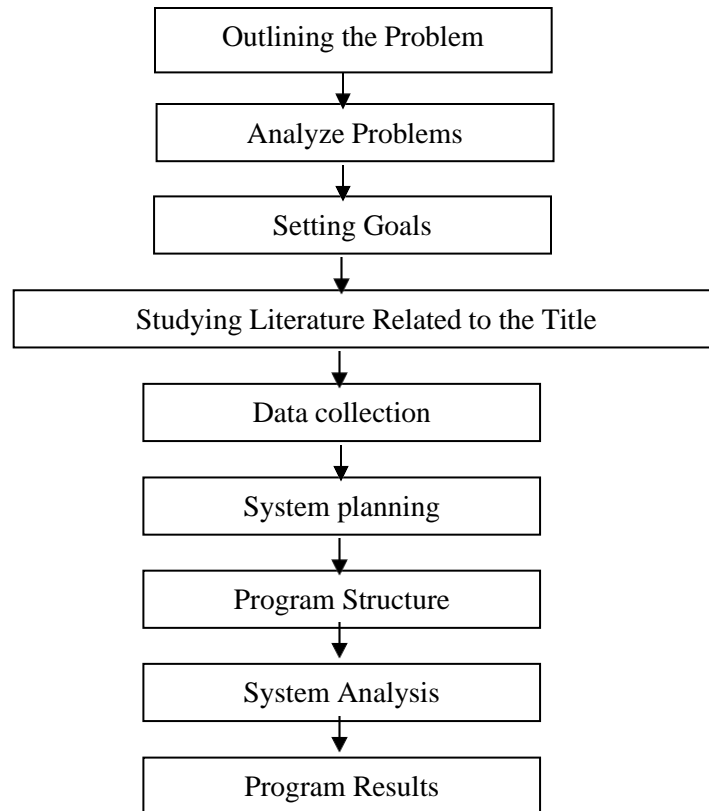 Outlining the Problem
Analyze Problems
Setting Goals
Studying Literature Related to the Title
Data collection
System planning
Program Structure
System Analysis
Program Results